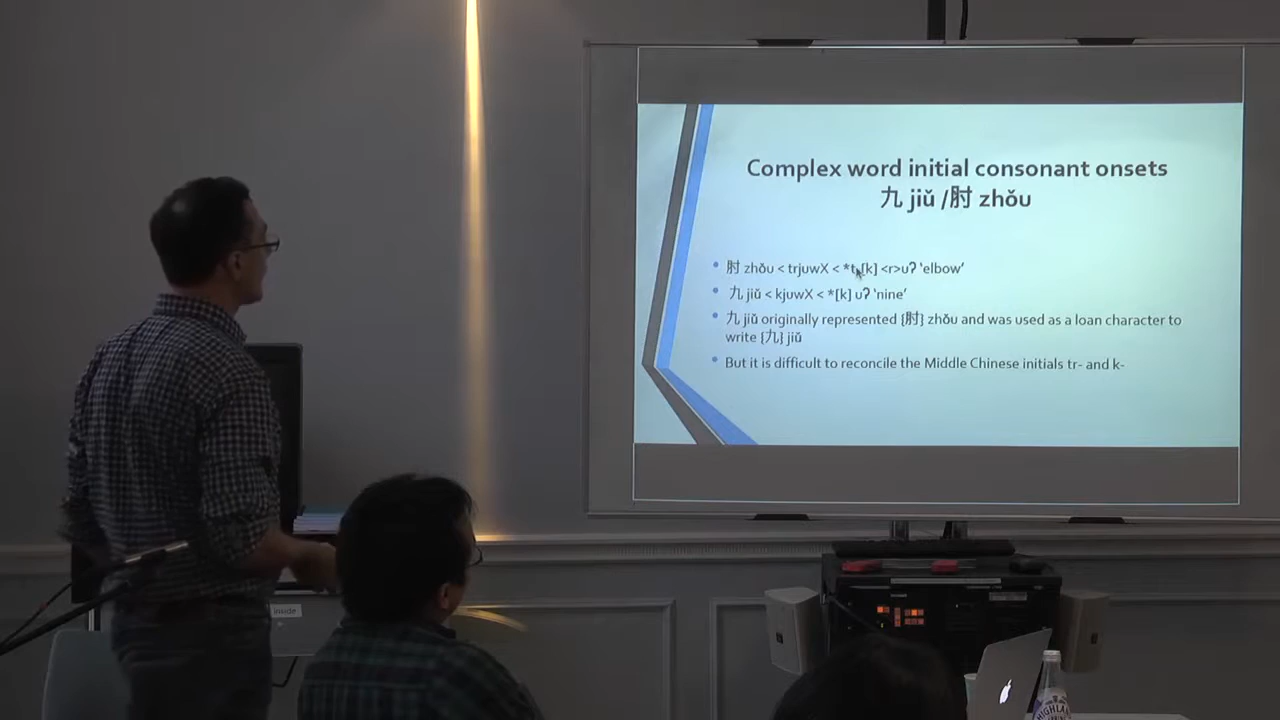 Complex word initial consonant onsets
九 jiǔ /肘 zhǒu
肘 zhǒu < trjuwX < *t.[k] <r>uʔ 'elbow'
九 jiǔ < kjuwX < *[k] uʔ 'nine'
九 jiǔ originally represented {肘} zhǒu and was used as a loan character to
write {九} jiǔ
But it is difficult to reconcile the Middle Chinese initials tr- and k-
inside
HIGHLAND